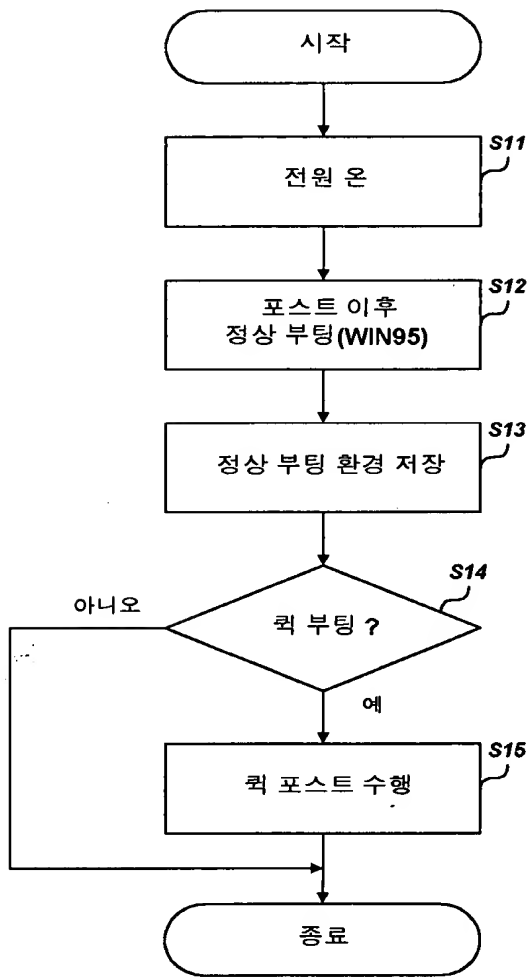 시작
S11
전원 온
S12
포스트 이후
정상 부팅(WIN95)
S13
정상 부팅 환경 저장
S14
아니오
퀵 부팅 ?
예
S15
퀵 포스트 수행
종료